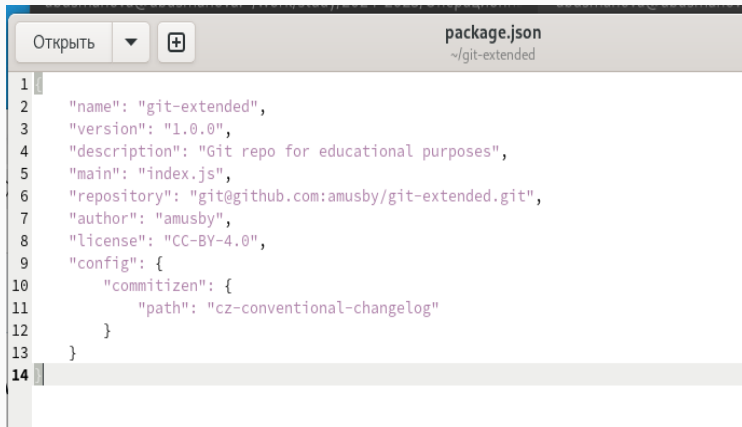 Открыть
package.json
~/git-extended
1 {
2 "name": "git-extended",
3 "version": "1.0.0",
4 "description": "Git repo for educational purposes",
5 "main": "index.js",
6 "repository": "git@github.com:amusby/git-extended.git",
7 "author": "amusby",
8 "license": "CC-BY-4.0",
9 "config": {
10 "commitizen": {
11 "path": "cz-conventional-changelog"
12 }
13 }
14 }